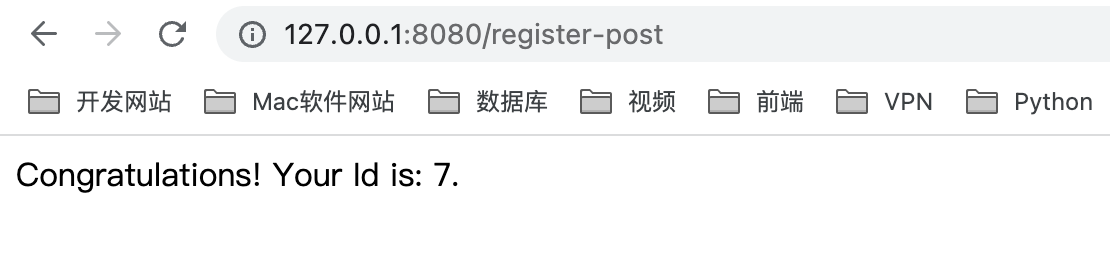 127.0.0.1:8080/register-post
开发网站 Mac软件网站 数据库 视频 前端 VPN Python
Congratulations! Your Id is: 7.